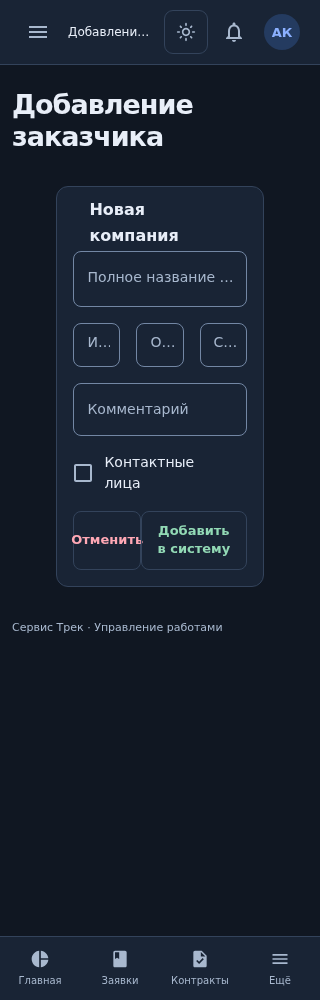 Добавлени...
АК
Добавление
заказчика
Новая
компания
Полное название ...
И...
О...
С...
Комментарий
Контактные
лица
Отменить
Добавить
в систему
Сервис Трек · Управление работами
Главная
Заявки
Контракты
Ещё